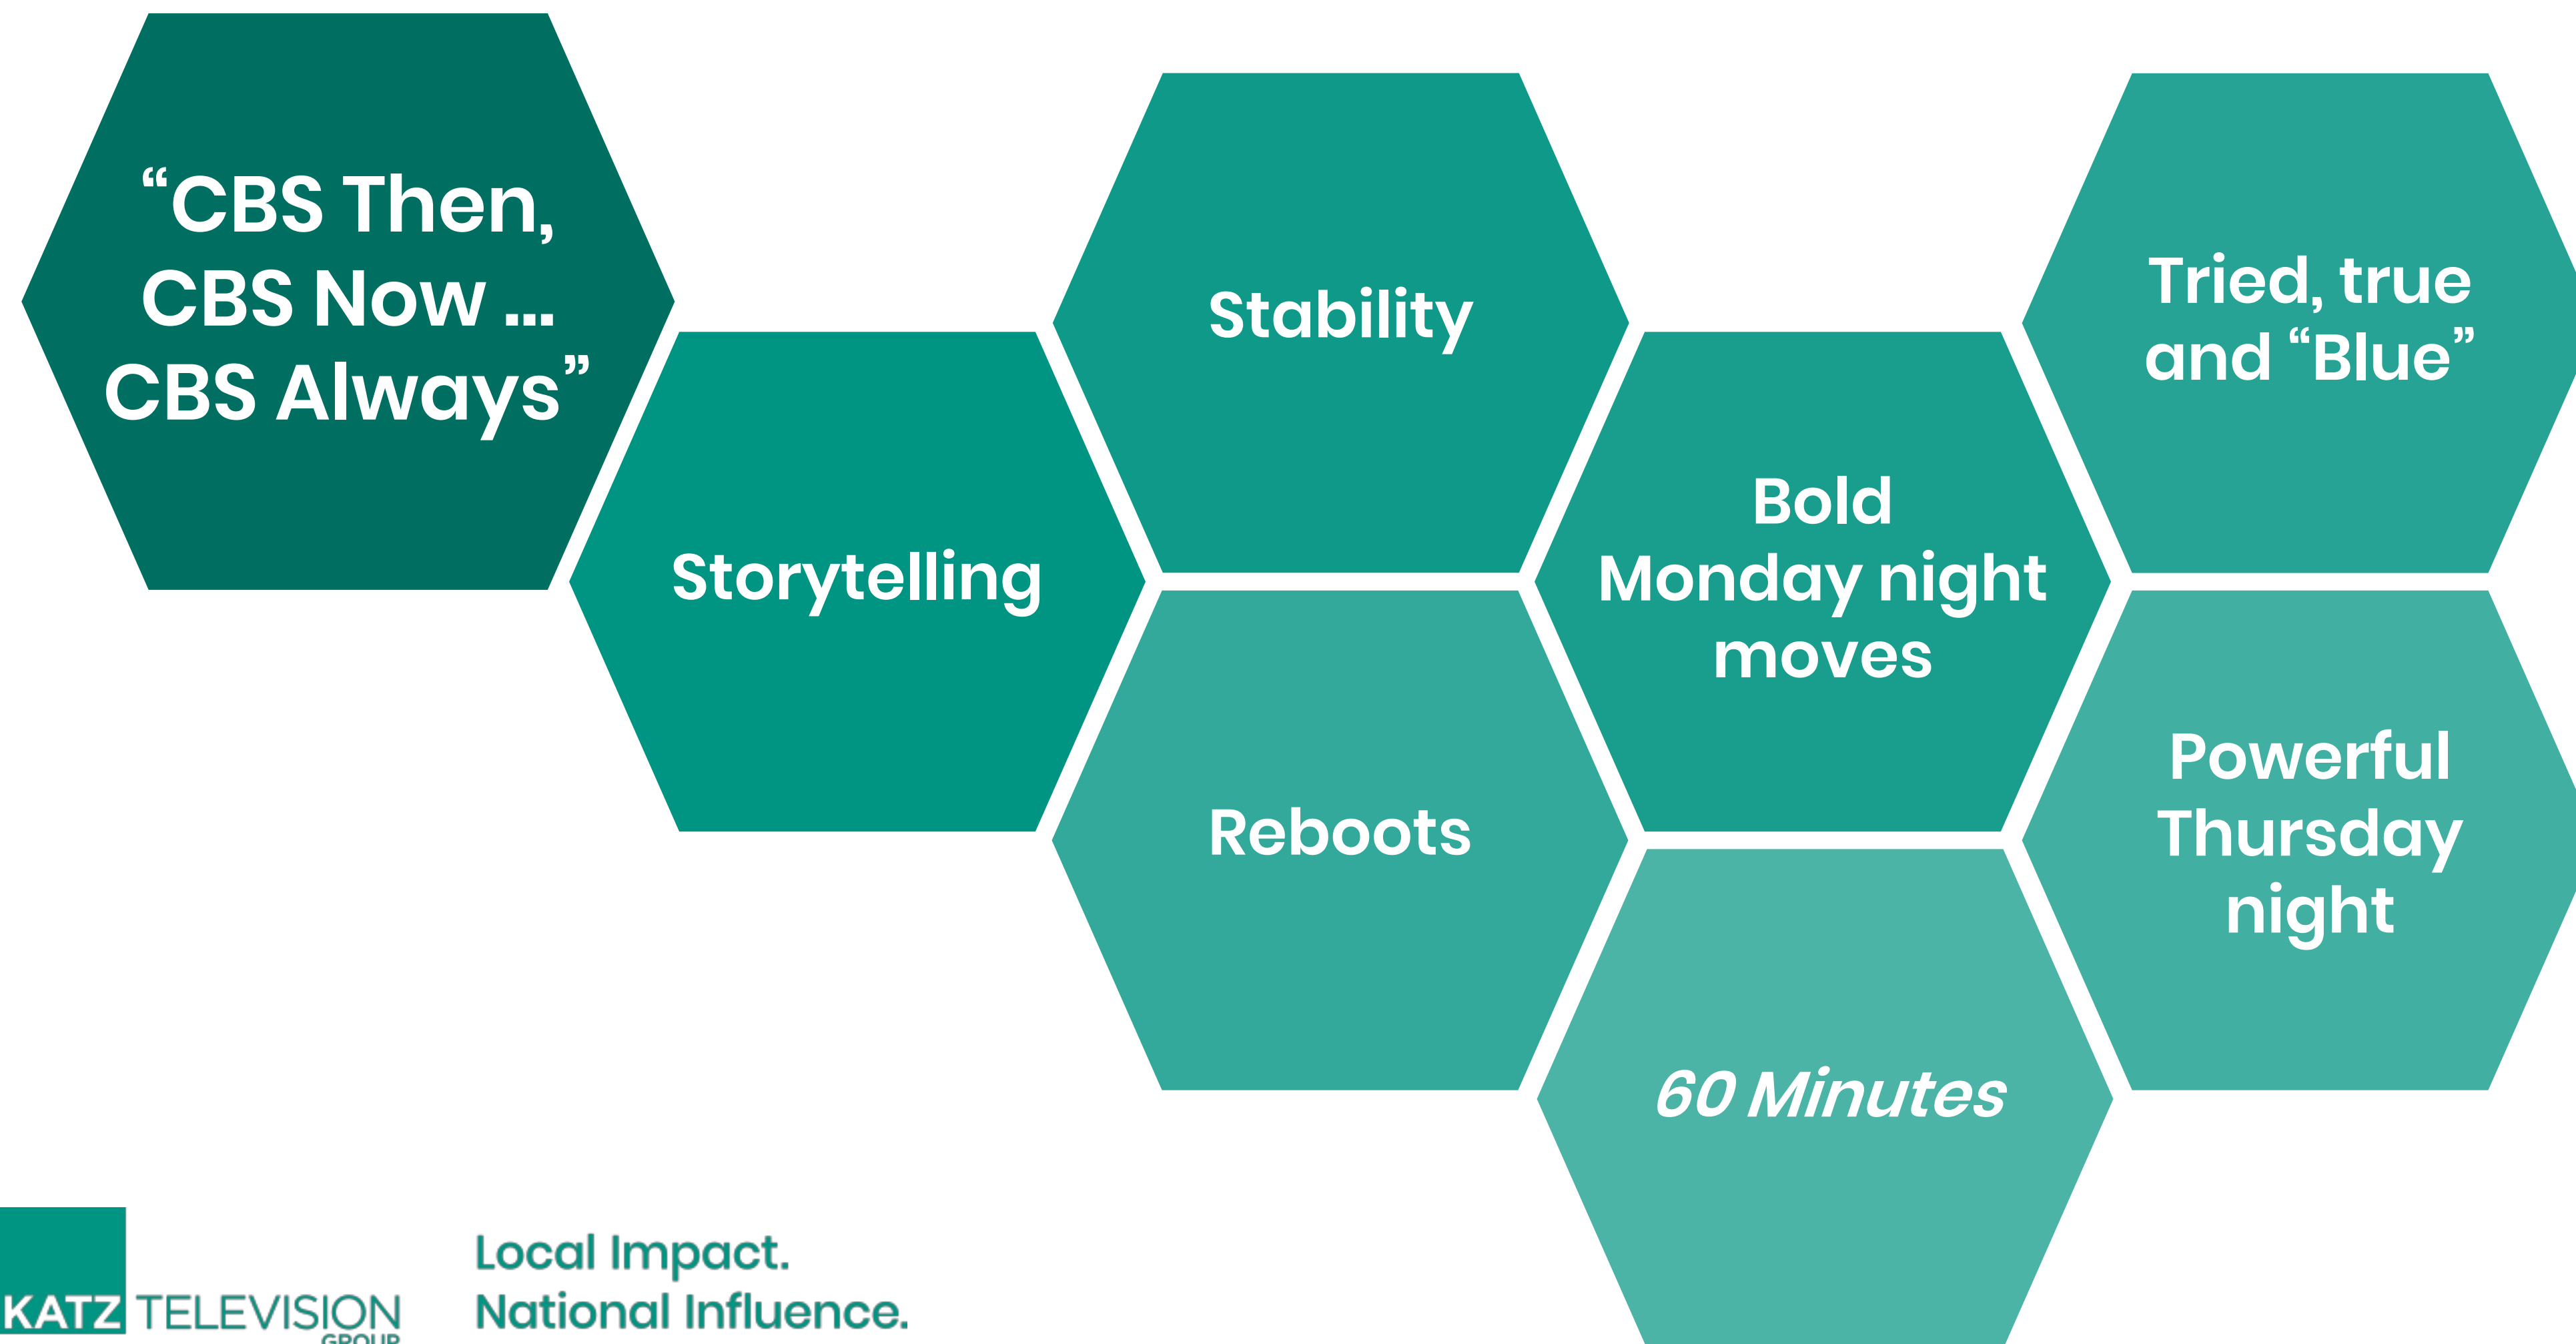 “CBS Then,
CBS Now ...
CBS Always”
Storytelling
Stability
Reboots
Bold
Monday night
moves
60 Minutes
Tried, true
and “Blue”
Powerful
Thursday
night
KATZ TELEVISION
GROUP
Local Impact.
National Influence.